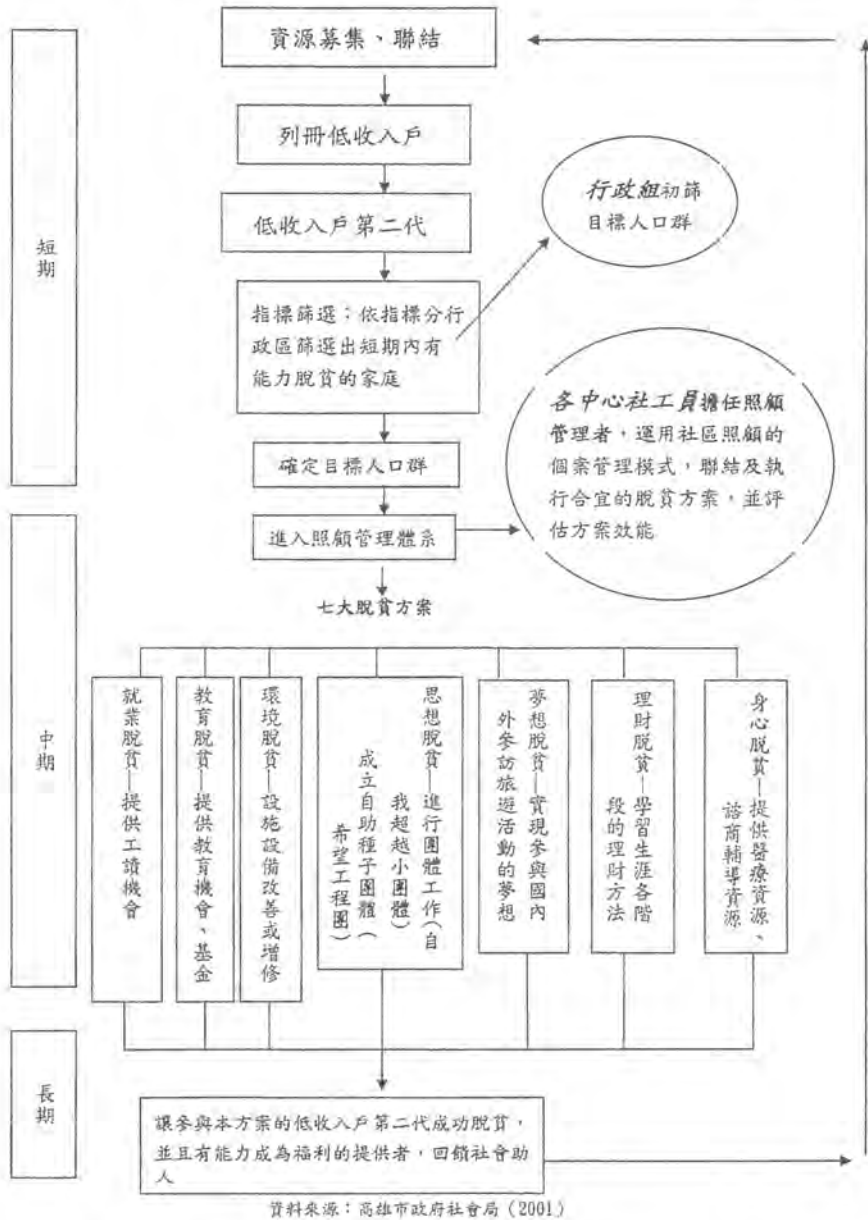 資源募集、聯結
列冊低收入戶
低收入戶第二代
行政組初篩
目標人口群
短期
指標篩選：依指標分行
政區篩選出短期內有
能力脫貧的家庭
各中心社工員擔任照顧
管理者，運用社區照顧的
個案管理模式，聯結及執
行合宜的脫貧方案，並評
估方案效能
確定目標人口群
進入照顧管理體系
七大脫貧方案
中期
就業脫貧—提供工讀機會
教育脫貧—提供教育機會、基金
環境脫貧—設施設備改善或增修
思想脫貧—進行團體工作(自
我超越小團體)
成立自助種子團體(
希望工程團)
夢想脫貧—實現參與國內
外參訪旅遊活動的夢想
理財脫貧—學習生涯各階
段的理財方法
身心脫貧—提供醫療資源、
諮商輔導資源
長期
讓參與本方案的低收入戶第二代成功脫貧，
並且有能力成為福利的提供者，回饋社會助
人
資料來源：高雄市政府社會局（2001）